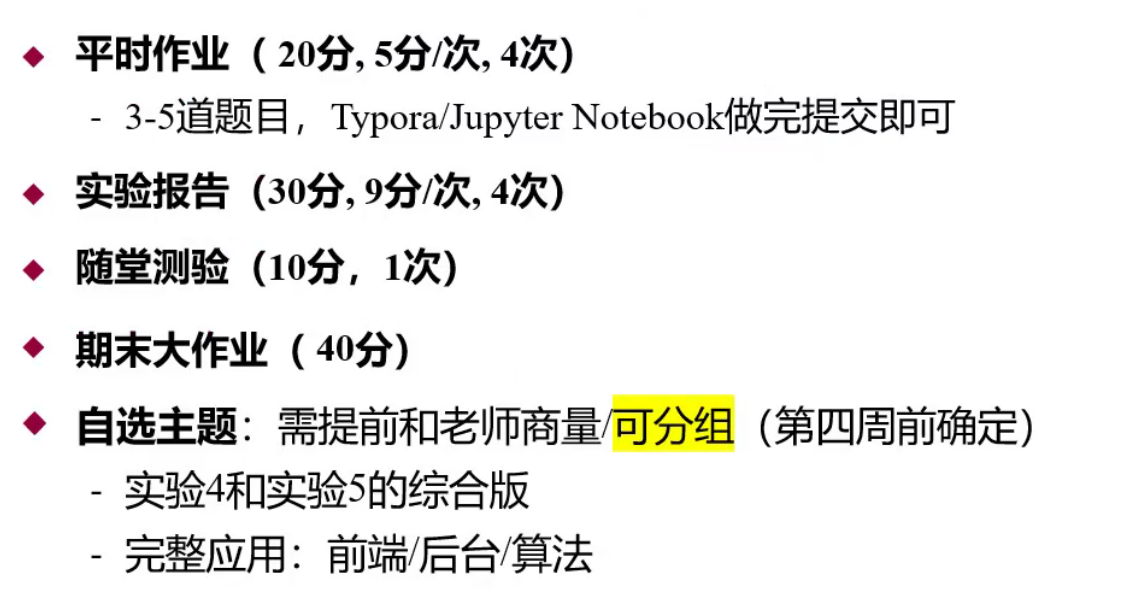 ◆ 平时作业（ 20分, 5分/次, 4次）
- 3-5道题目，Typora/Jupyter Notebook做完提交即可
◆ 实验报告（30分, 9分/次, 4次）
◆ 随堂测验（10分，1次）
◆ 期末大作业（ 40分）
◆ 自选主题：需提前和老师商量/可分组（第四周前确定）
- 实验4和实验5的综合版
- 完整应用：前端/后台/算法